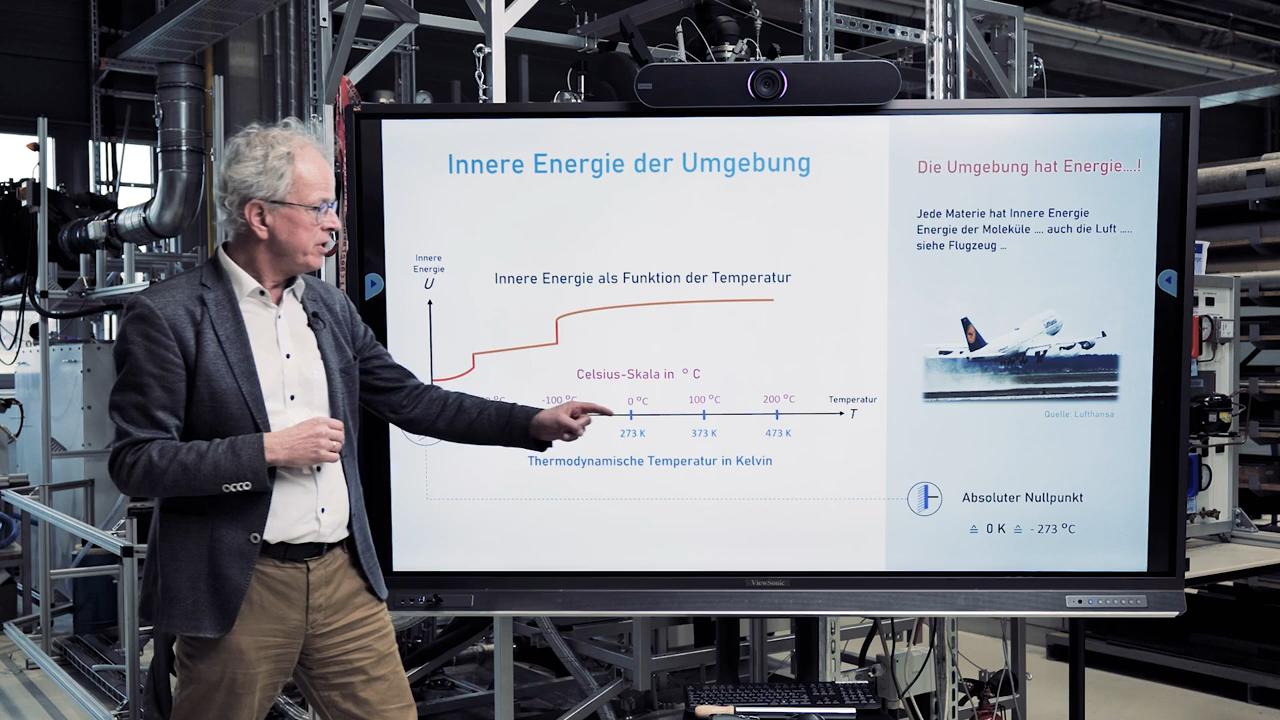 Innere Energie der Umgebung
Innere
Energie
U
Innere Energie als Funktion der Temperatur
Celsius-Skala in °C
-100 °C
0 °C
100 °C
200 °C
Temperatur
T
273 K
373 K
473 K
Thermodynamische Temperatur in Kelvin
Die Umgebung hat Energie....!
Jede Materie hat Innere Energie
Energie der Moleküle .... auch die Luft .....
siehe Flugzeug ...
Quelle: Lufthansa
Absoluter Nullpunkt
≙ 0 K ≙ -273 °C
ViewSonic